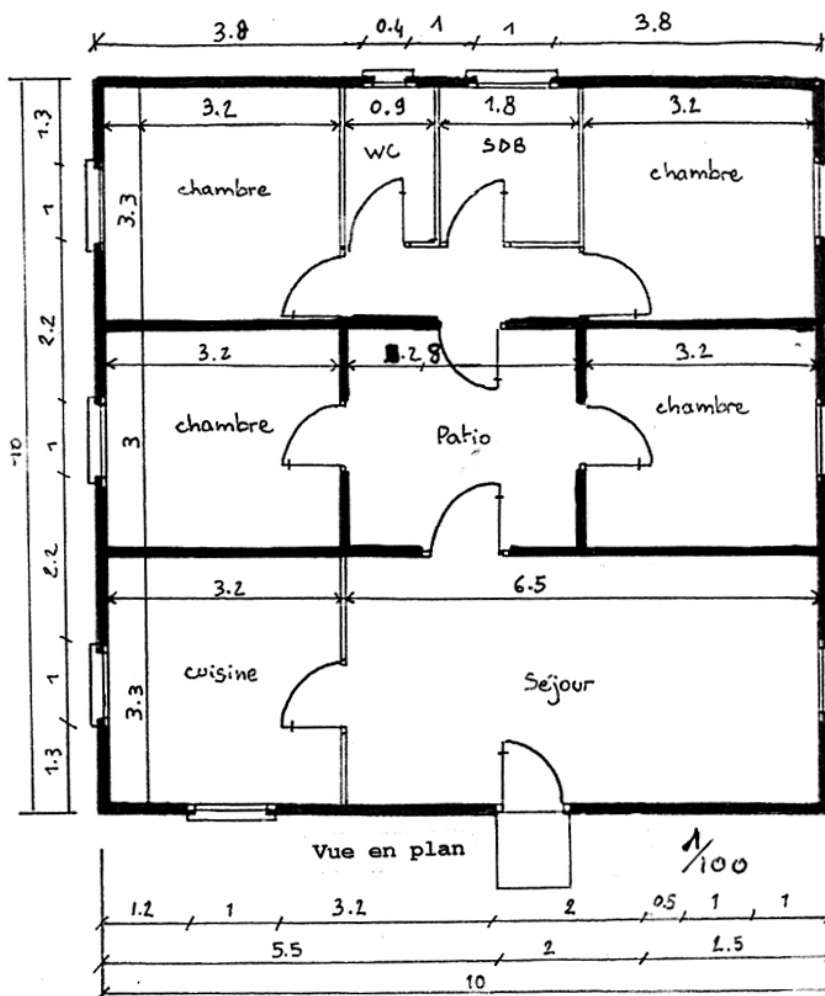 3.8 0.4 1 1 3.8
3.2 0.9 1.8 3.2
WC SDB
chambre chambre
1.3
1
3.3
2.2
3.2 .2 8 3.2
chambre chambre
Patio
3
1
10
2.2
3.2 6.5
cuisine Séjour
1
3.3
1.3
Vue en plan 1/100
1.2 1 3.2 2 0.5 1 1
5.5 2 2.5
10